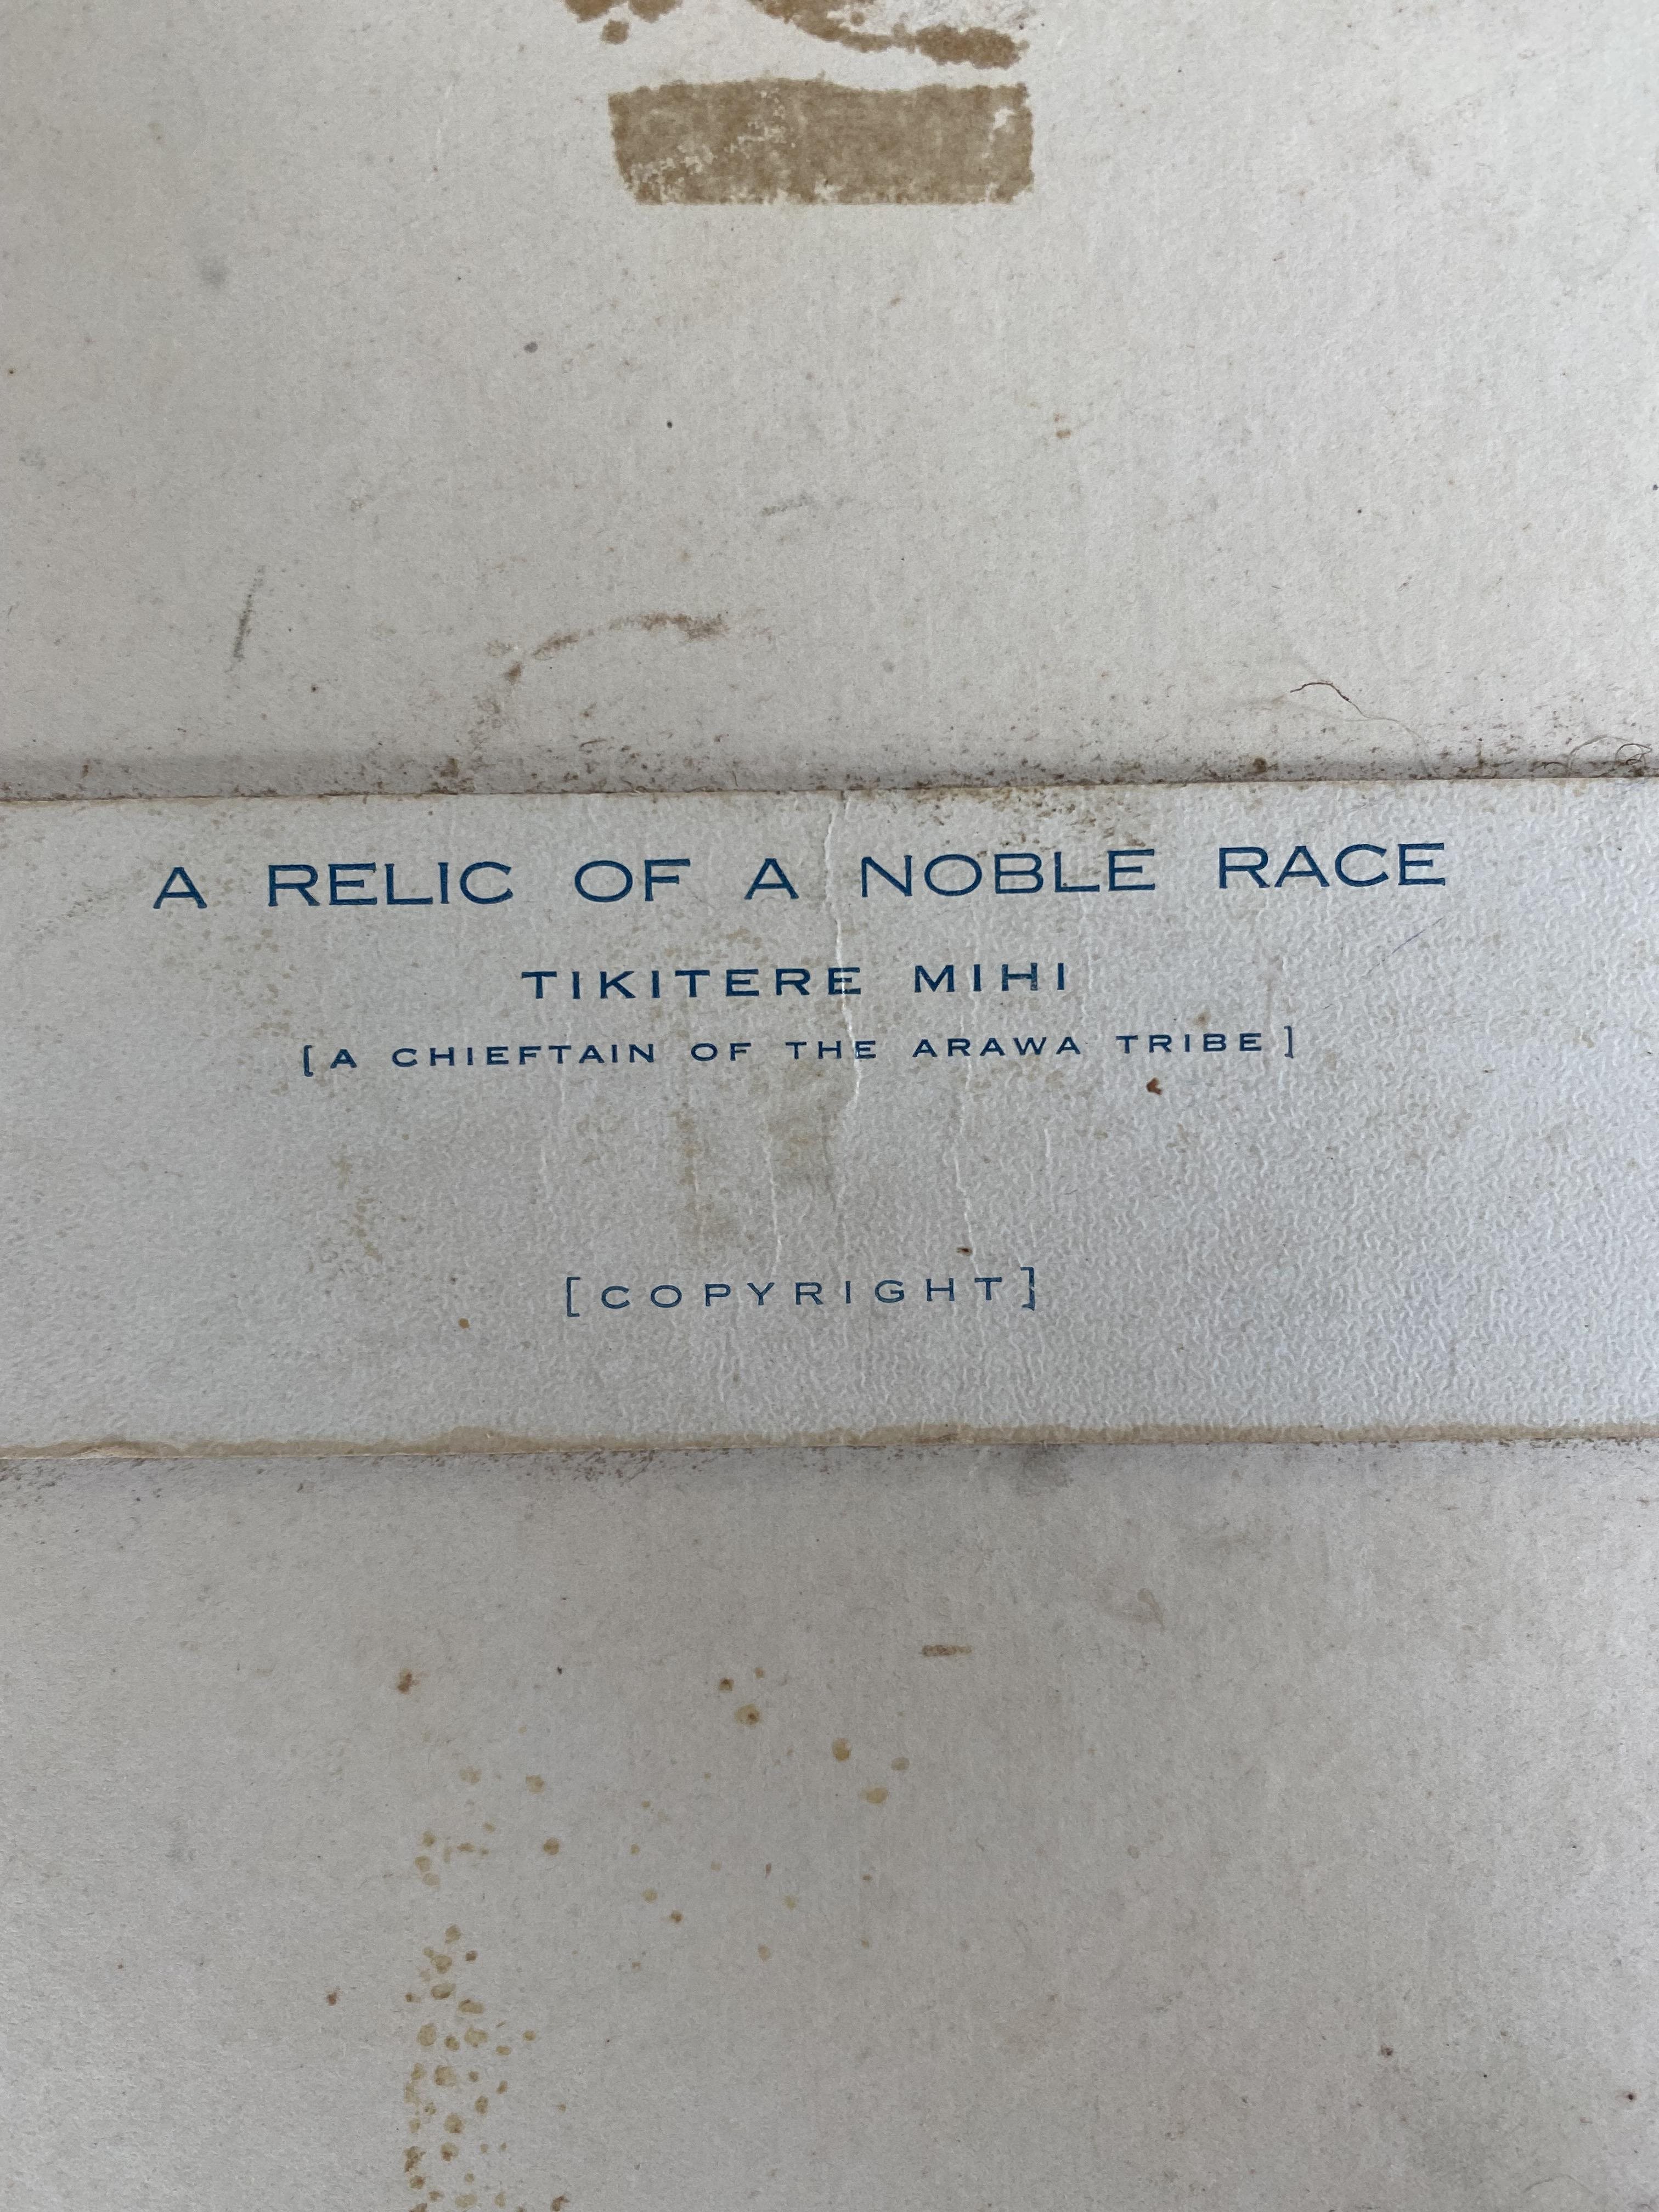 A RELIC OF A NOBLE RACE
TIKITERE MIHI
[A CHIEFTAIN OF THE ARAWA TRIBE]
[COPYRIGHT]